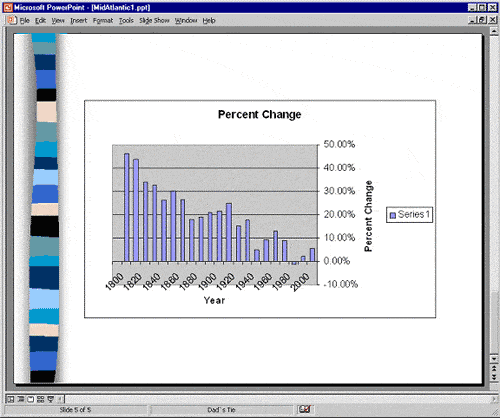 Microsoft PowerPoint - [MidAtlantic1.ppt]
File Edit View Insert Format Tools Slide Show Window Help
Percent Change
50.00%
40.00%
30.00%
20.00%
10.00%
0.00%
-10.00%
Percent Change
Series1
1800 1820 1840 1860 1880 1900 1920 1940 1960 1980 2000
Year
Slide 5 of 5 Dad's Tie